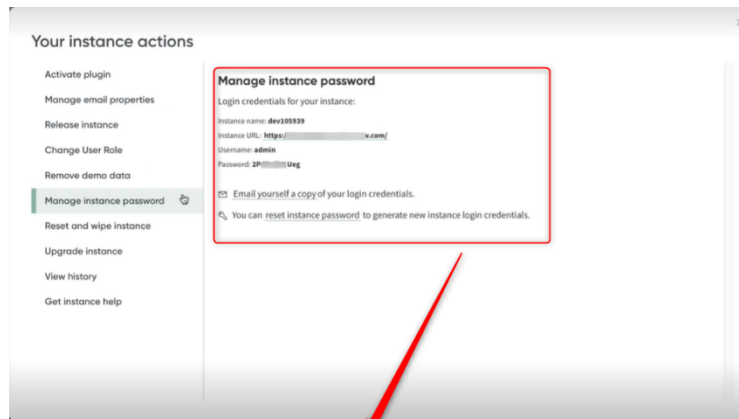 Your instance actions
Activate plugin
Manage email properties
Release instance
Change User Role
Remove demo data
Manage instance password
Reset and wipe instance
Upgrade instance
View history
Get instance help
Manage instance password
Login credentials for your instance:
Instance name: dev105939
Instance URL: https:/ v.com/
Username: admin
Password: 2P Ueg
Email yourself a copy of your login credentials.
You can reset instance password to generate new instance login credentials.